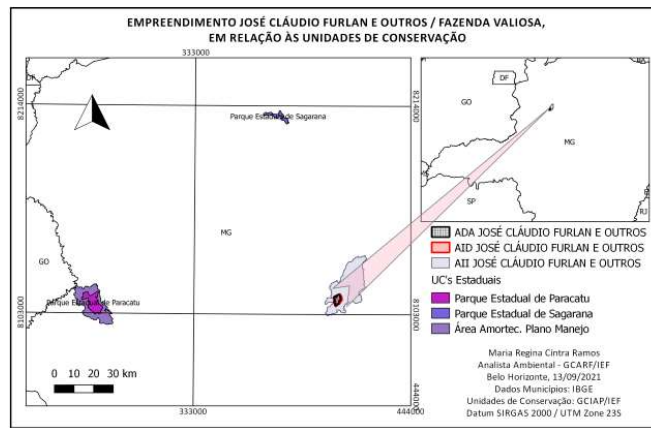 EMPREENDIMENTO JOSÉ CLÁUDIO FURLAN E OUTROS / FAZENDA VALIOSA,
EM RELAÇÃO ÀS UNIDADES DE CONSERVAÇÃO
333000
8214000
Parque Estadual de Sagarana
MG
GO
Parque Estadual de Paracatu
8103000
0 10 20 30 km
333000
444000
DF
GO
8214000
MG
SP
RJ
8103000
444000
ADA JOSÉ CLÁUDIO FURLAN E OUTROS
AID JOSÉ CLÁUDIO FURLAN E OUTROS
AII JOSÉ CLÁUDIO FURLAN E OUTROS
UC's Estaduais
Parque Estadual de Paracatu
Parque Estadual de Sagarana
Área Amortec. Plano Manejo
Maria Regina Cintra Ramos
Analista Ambiental - GCARF/IEF
Belo Horizonte, 13/09/2021
Dados Municípios: IBGE
Unidades de Conservação: GCIAP/IEF
Datum SIRGAS 2000 / UTM Zone 23S